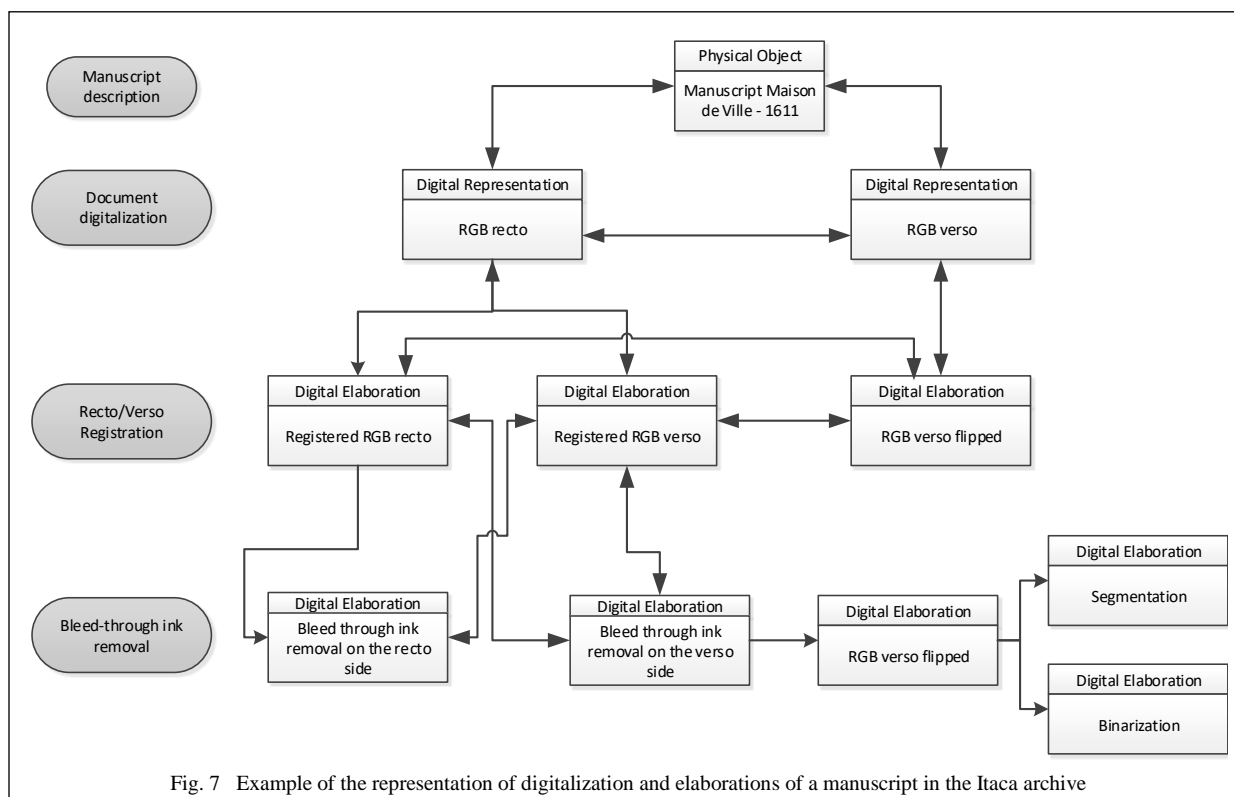 Manuscript
description
Physical Object
Manuscript Maison
de Ville - 1611
Document
digitalization
Digital Representation
RGB recto
Digital Representation
RGB verso
Recto/Verso
Registration
Digital Elaboration
Registered RGB recto
Digital Elaboration
Registered RGB verso
Digital Elaboration
RGB verso flipped
Bleed-through ink
removal
Digital Elaboration
Bleed through ink
removal on the recto
side
Digital Elaboration
Bleed through ink
removal on the verso
side
Digital Elaboration
RGB verso flipped
Digital Elaboration
Segmentation
Digital Elaboration
Binarization
Fig. 7 Example of the representation of digitalization and elaborations of a manuscript in the Itaca archive